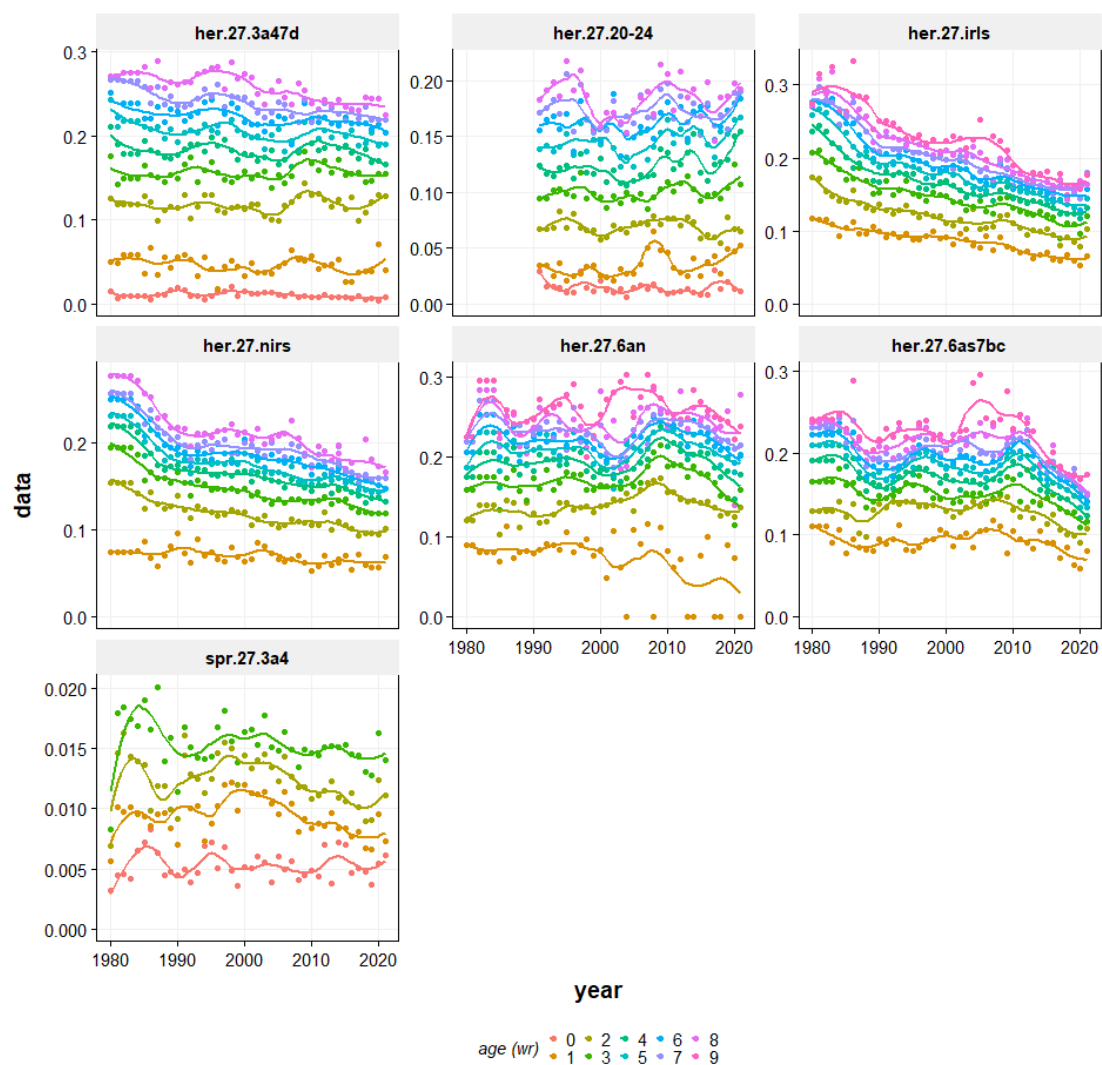 her.27.3a47d her.27.20-24 her.27.irls
0.3 0.2 0.1 0.0
0.20 0.15 0.10 0.05 0.00
0.3 0.2 0.1 0.0
her.27.nirs her.27.6an her.27.6as7bc
0.2 0.1 0.0
0.3 0.2 0.1 0.0
0.3 0.2 0.1 0.0
1980 1990 2000 2010 2020
1980 1990 2000 2010 2020
data
spr.27.3a4
0.020
0.015
0.010
0.005
0.000
1980 1990 2000 2010 2020
year
age (wr) 0 2 4 6 8
1 3 5 7 9